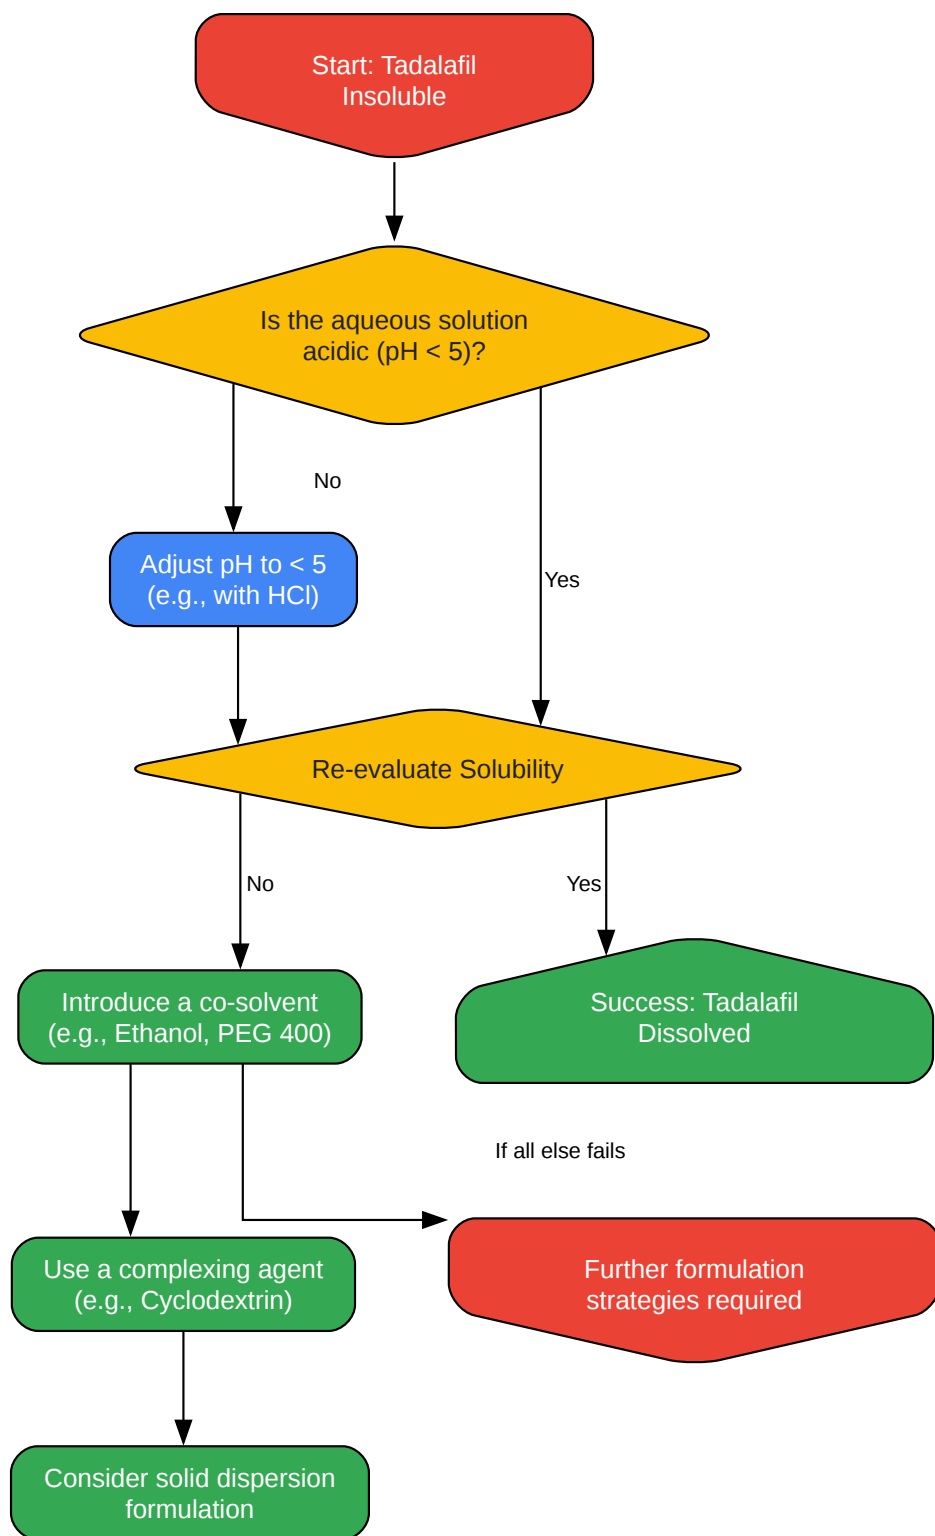 Start: Tadalafil
Insoluble
Is the aqueous solution
acidic (pH < 5)?
No
Adjust pH to < 5
(e.g., with HCl)
Yes
Re-evaluate Solubility
No
Yes
Introduce a co-solvent
(e.g., Ethanol, PEG 400)
Success: Tadalafil
Dissolved
If all else fails
Use a complexing agent
(e.g., Cyclodextrin)
Further formulation
strategies required
Consider solid dispersion
formulation